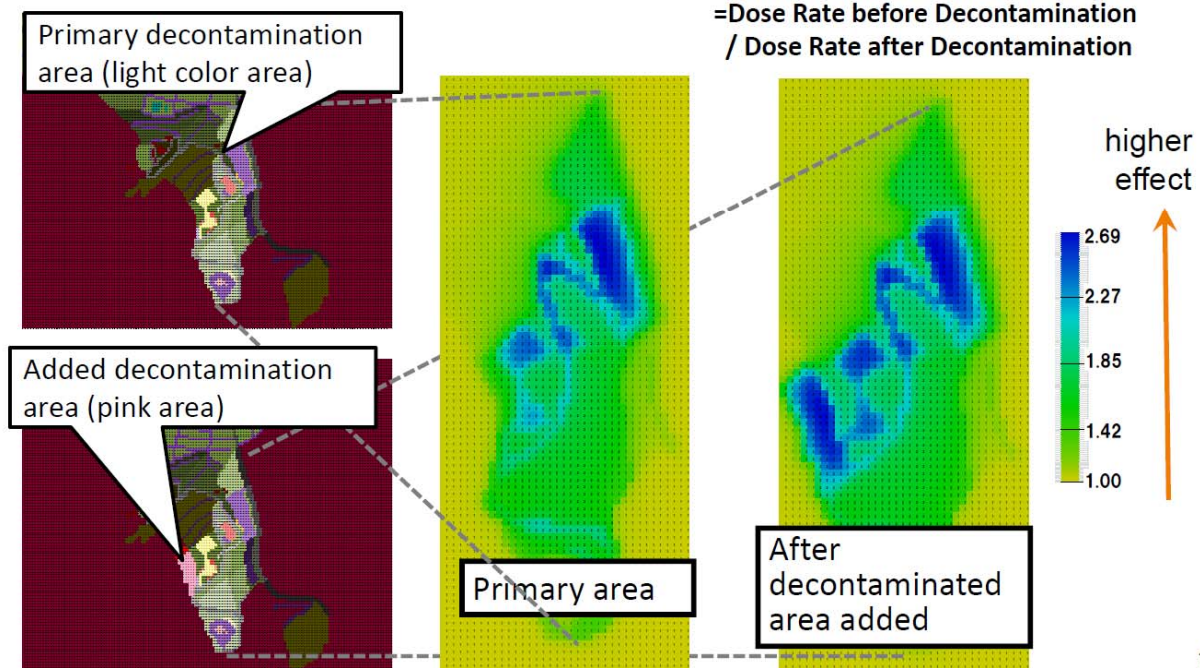 =Dose Rate before Decontamination
/ Dose Rate after Decontamination
Primary decontamination
area (light color area)
Added decontamination
area (pink area)
Primary area
After
decontaminated
area added
higher
effect
2.69
2.27
1.85
1.42
1.00